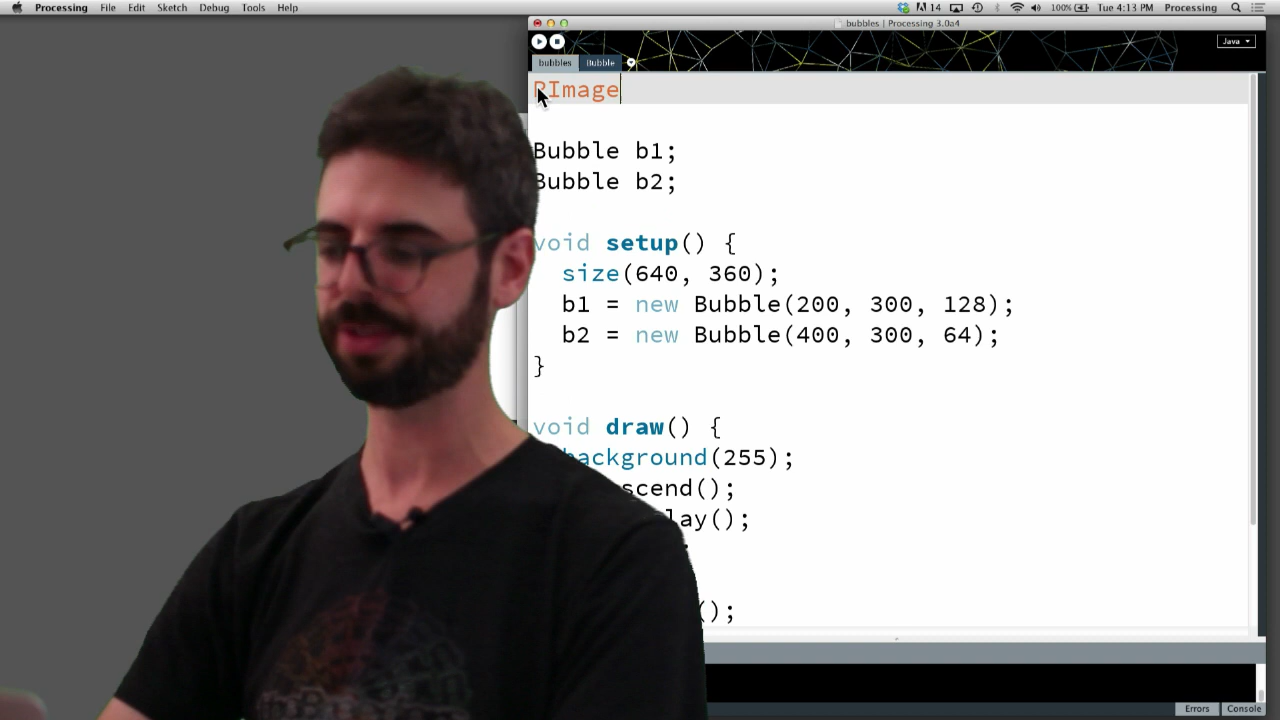 Processing File Edit Sketch Debug Tools Help 14 100% Tue 4:13 PM Processing
bubbles | Processing 3.0a4
Java
bubbles Bubble
PImage
Bubble b1;
Bubble b2;
void setup() {
size(640, 360);
b1 = new Bubble(200, 300, 128);
b2 = new Bubble(400, 300, 64);
}
void draw() {
background(255);
scend();
lay();
();
Errors Console